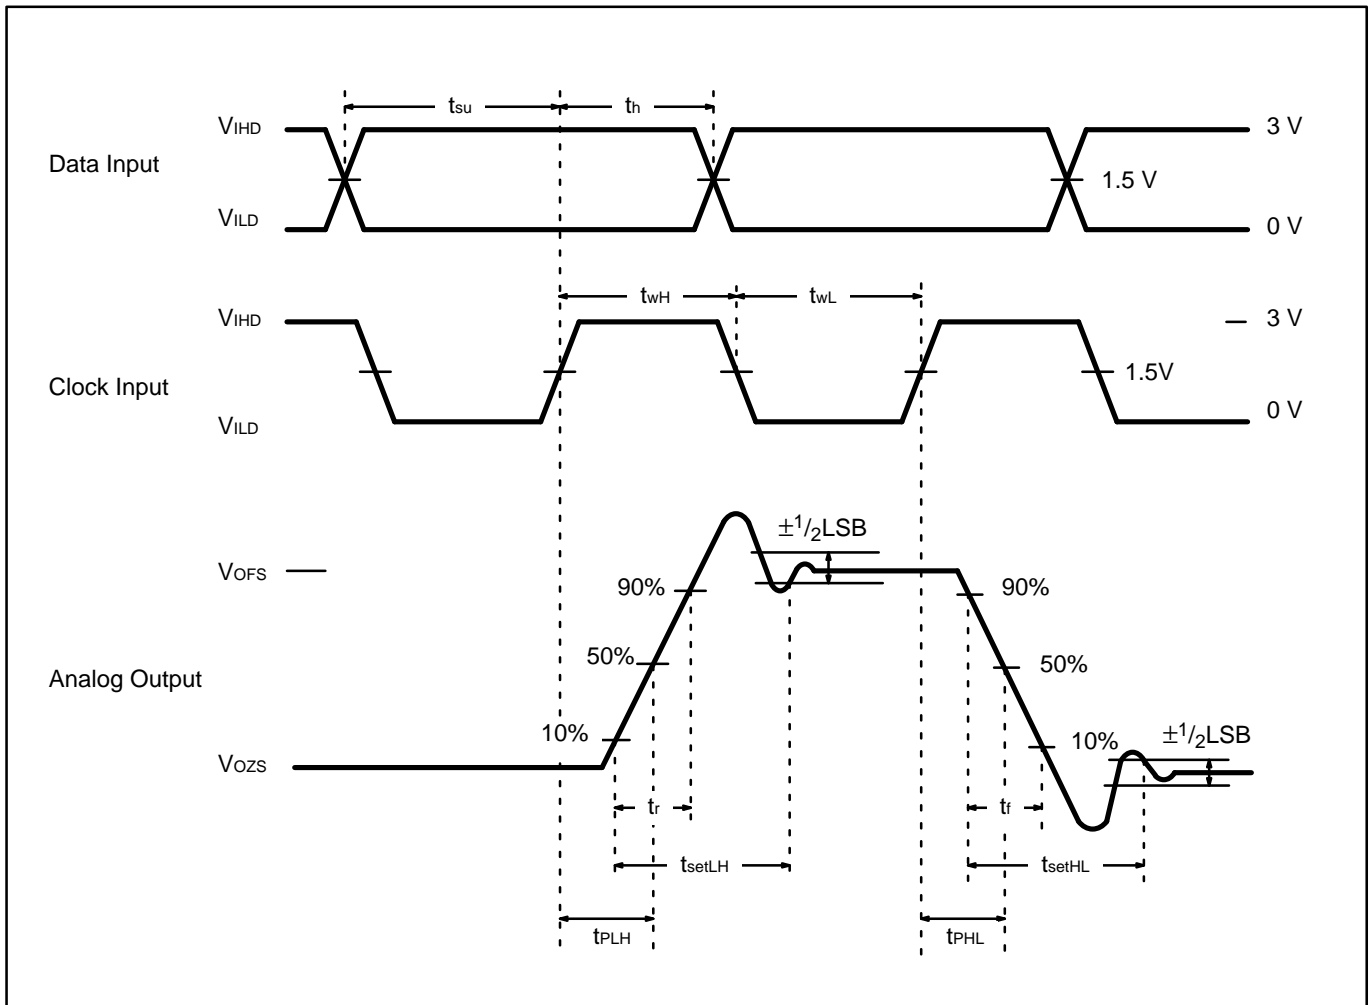 tsu
th
VIHD
3 V
Data Input
1.5 V
VILD
0 V
twH
twL
VIHD
3 V
Clock Input
1.5V
VILD
0 V
±1/2LSB
VOFS
90%
90%
50%
50%
Analog Output
10%
10%
±1/2LSB
VOZS
tr
tf
tsetLH
tsetHL
tPLH
tPHL